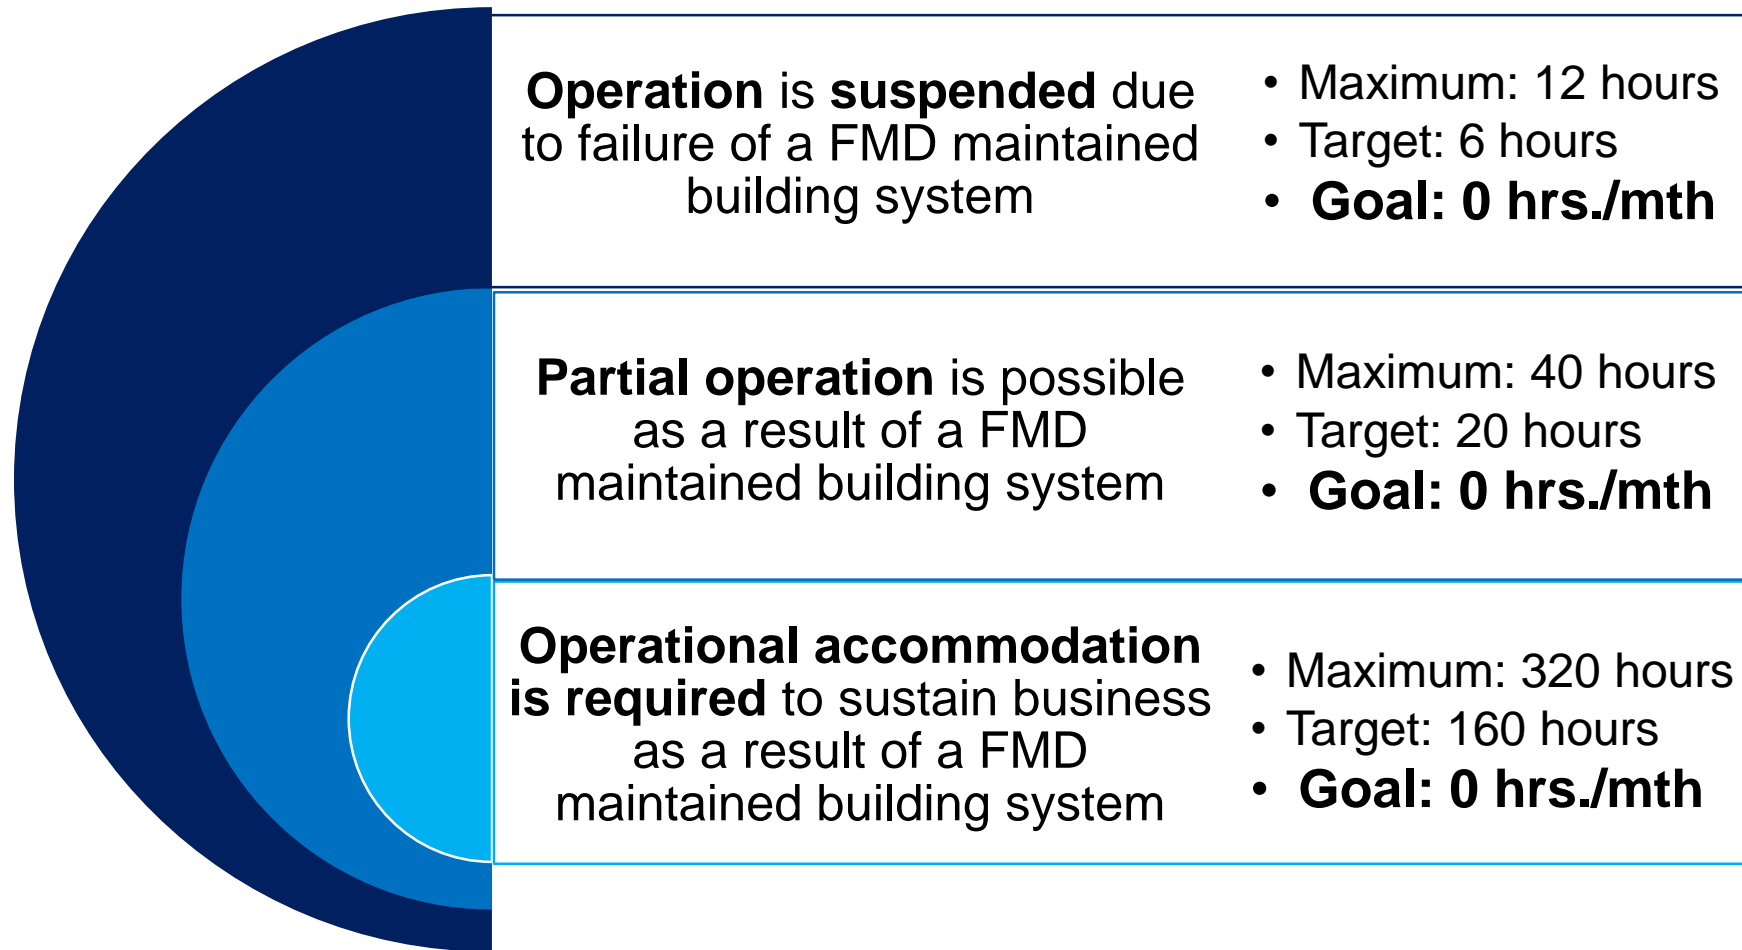 Operation is suspended due
to failure of a FMD maintained
building system
• Maximum: 12 hours
• Target: 6 hours
• Goal: 0 hrs./mth
Partial operation is possible
as a result of a FMD
maintained building system
• Maximum: 40 hours
• Target: 20 hours
• Goal: 0 hrs./mth
Operational accommodation
is required to sustain business
as a result of a FMD
maintained building system
• Maximum: 320 hours
• Target: 160 hours
• Goal: 0 hrs./mth